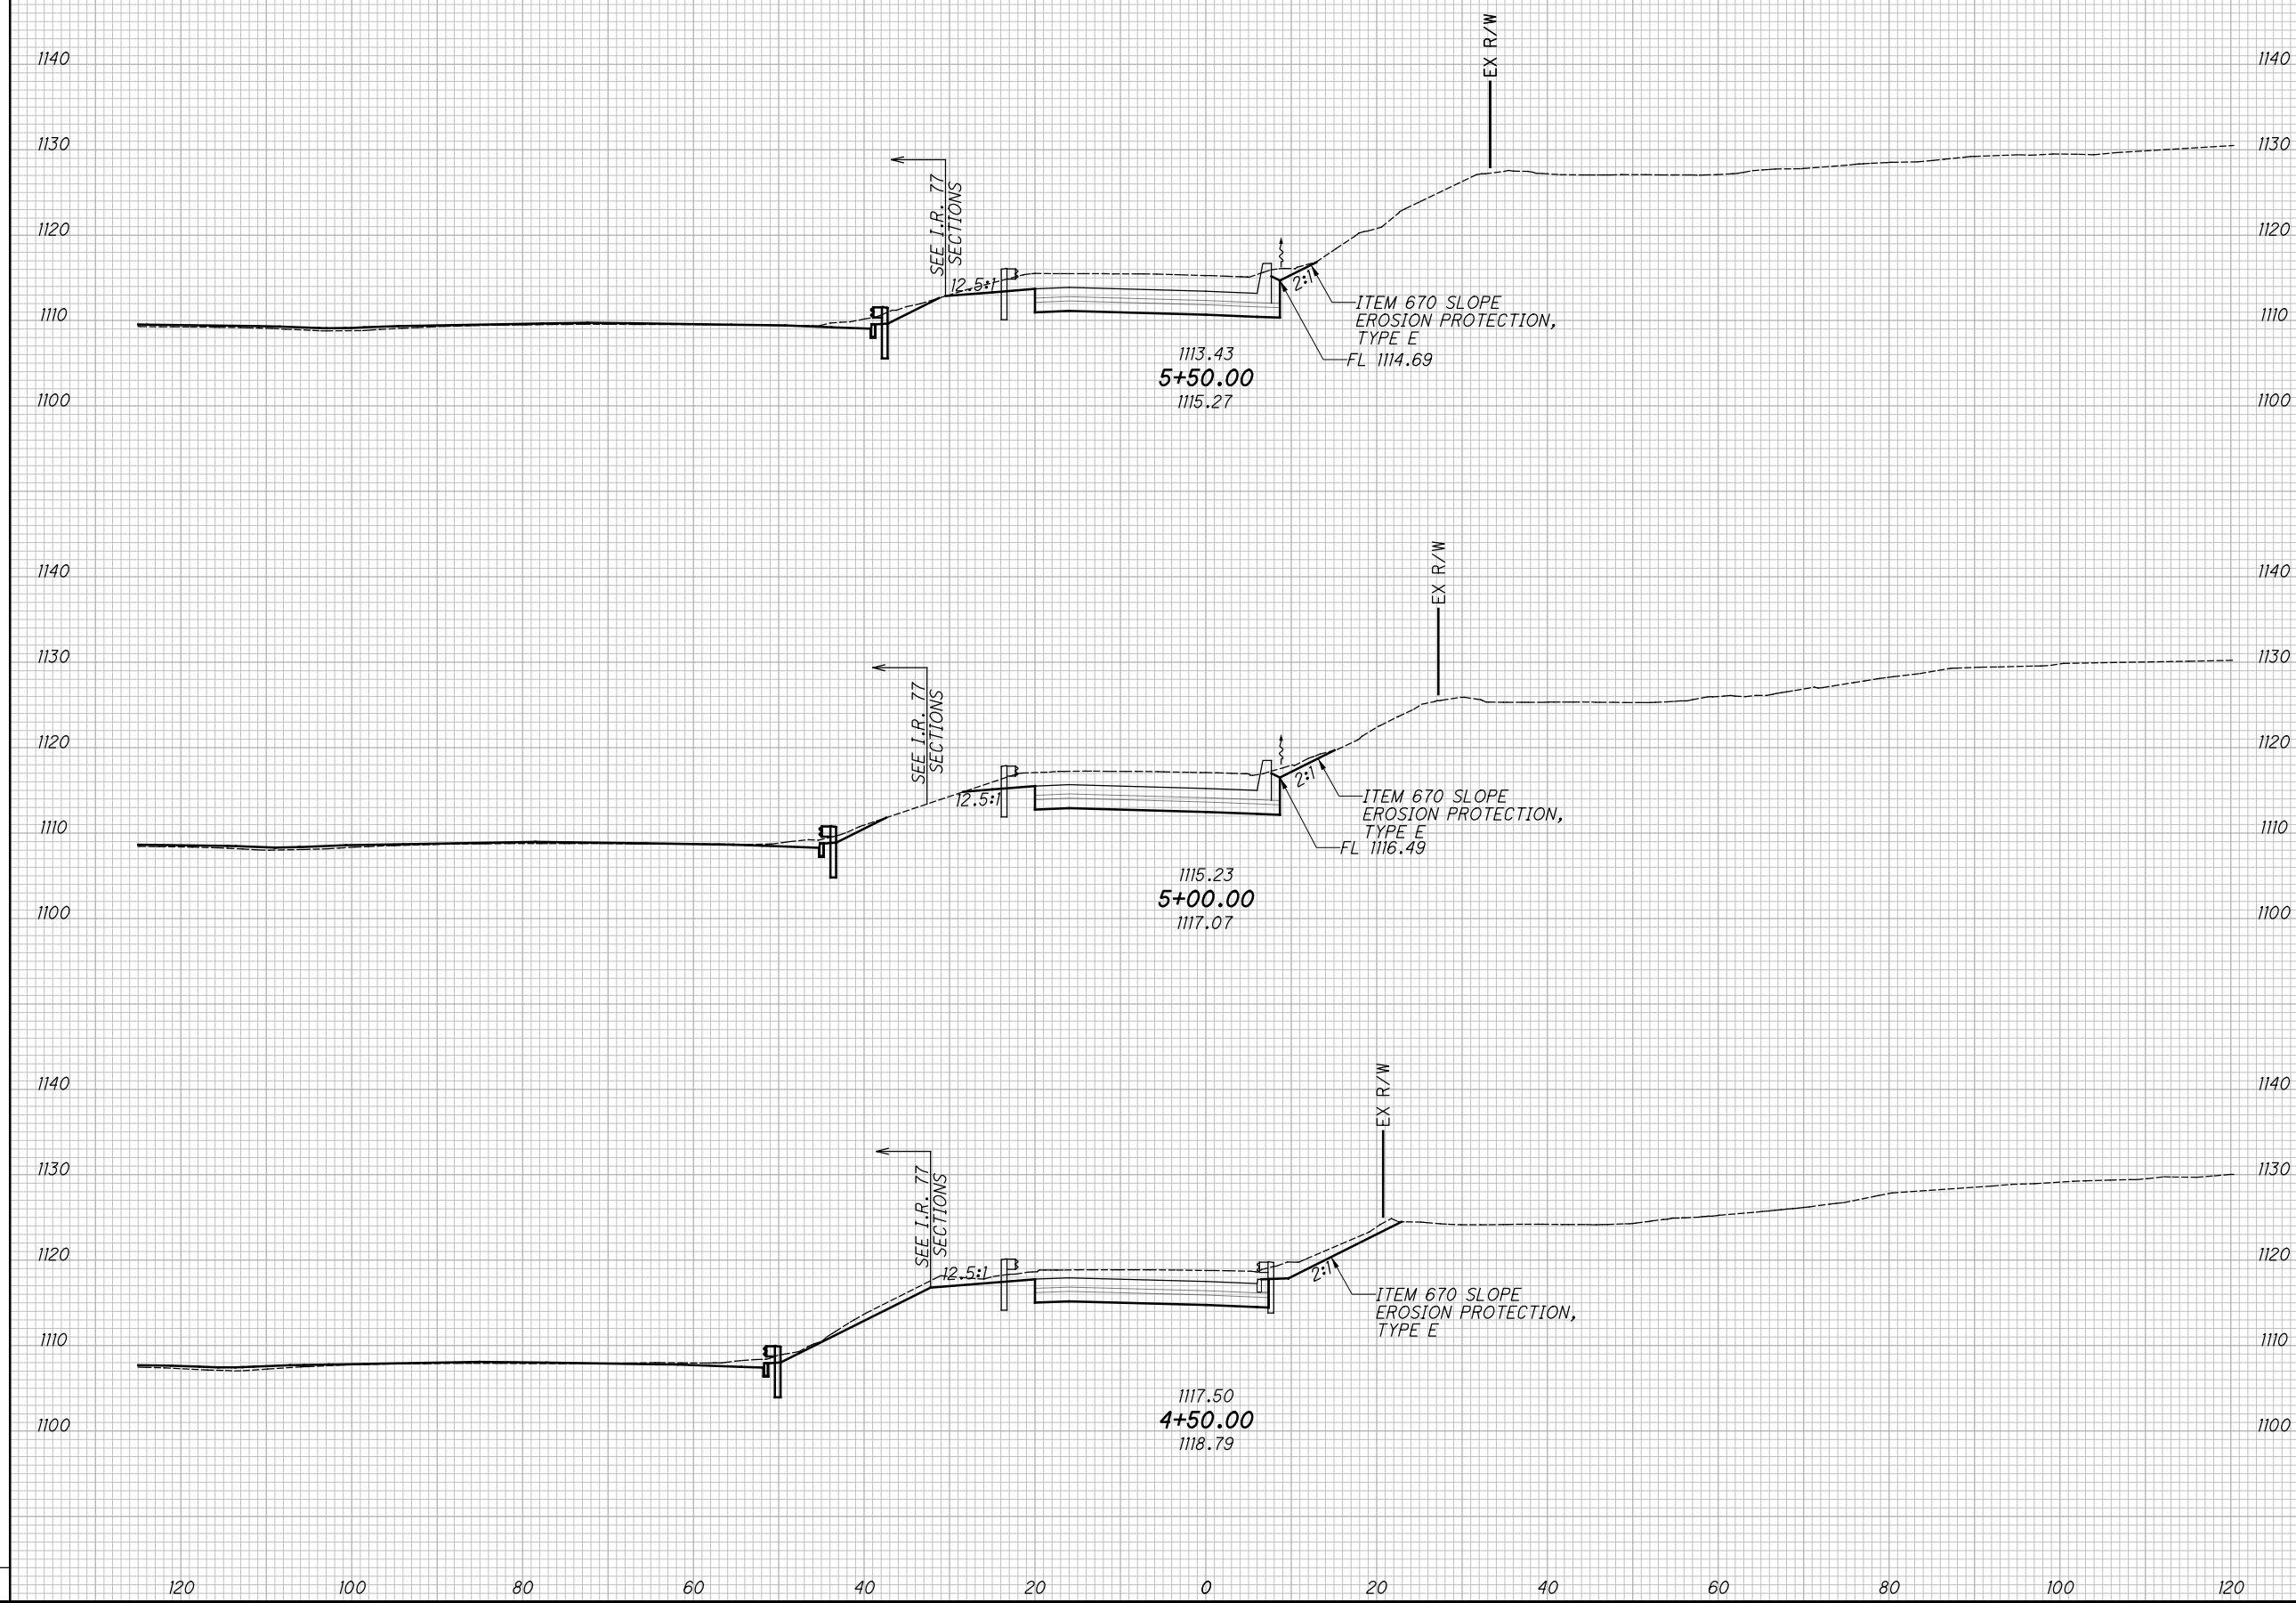 EX R/W
1140 1140
1130 1130
SEE I.R. 77
SECTIONS
1120 1120
12.5:1
2:1
ITEM 670 SLOPE
EROSION PROTECTION,
TYPE E
1110 1110
FL 1114.69
1113.43
5+50.00
1115.27
1100 1100
EX R/W
1140 1140
1130 1130
SEE I.R. 77
SECTIONS
1120 1120
12.5:1
2:1
ITEM 670 SLOPE
EROSION PROTECTION,
TYPE E
1110 1110
FL 1116.49
1115.23
5+00.00
1117.07
1100 1100
EX R/W
1140 1140
1130 1130
SEE I.R. 77
SECTIONS
1120 1120
12.5:1
2:1
ITEM 670 SLOPE
EROSION PROTECTION,
TYPE E
1110 1110
1117.50
4+50.00
1118.79
1100 1100
120 100 80 60 40 20 0 20 40 60 80 100 120